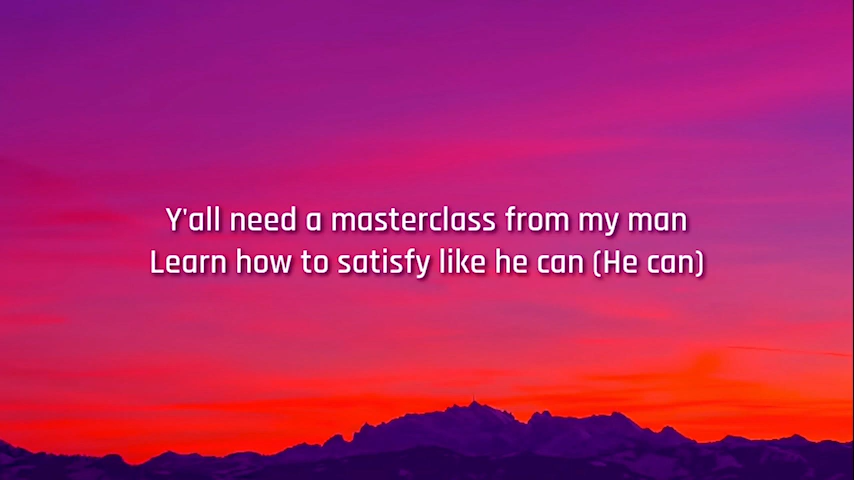 Y'all need a masterclass from my man
Learn how to satisfy like he can (He can)